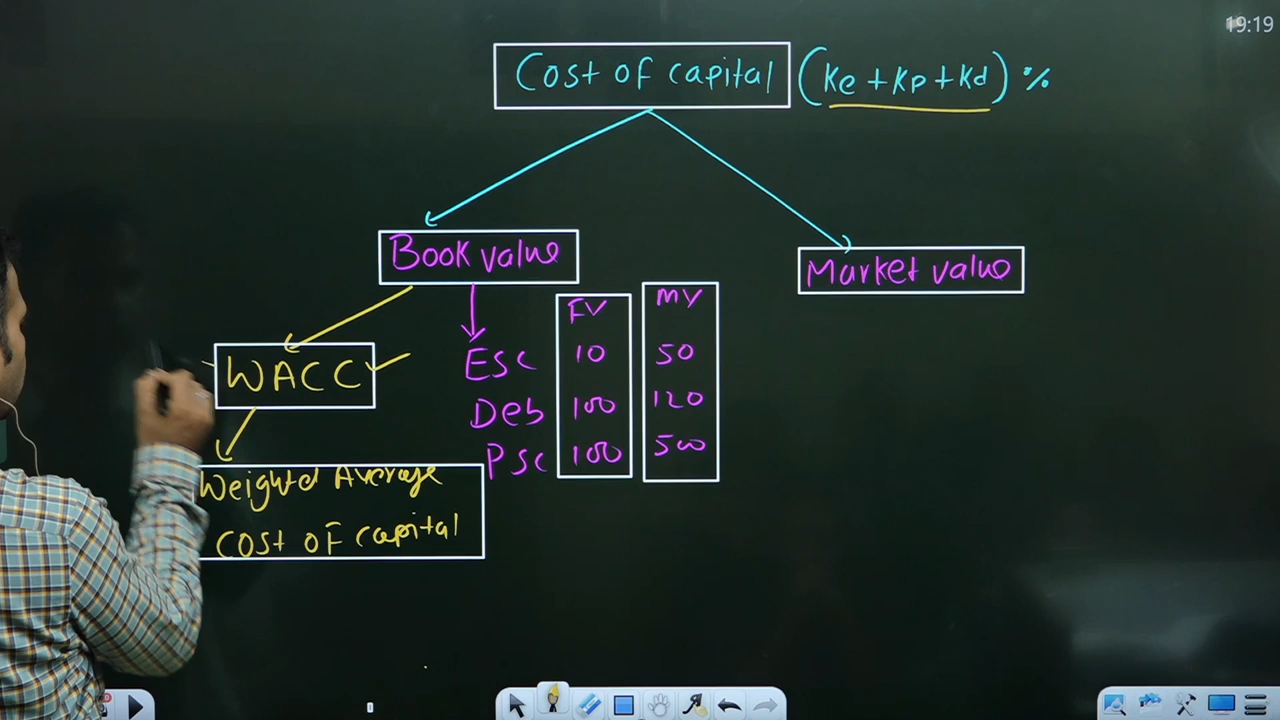 19:19
Cost of capital (Ke + Kp + Kd) %
Book value
Market value
FV MV
Esc 10 50
Deb 100 120
Psc 100 500
WACC
Weighted Average
Cost of capital